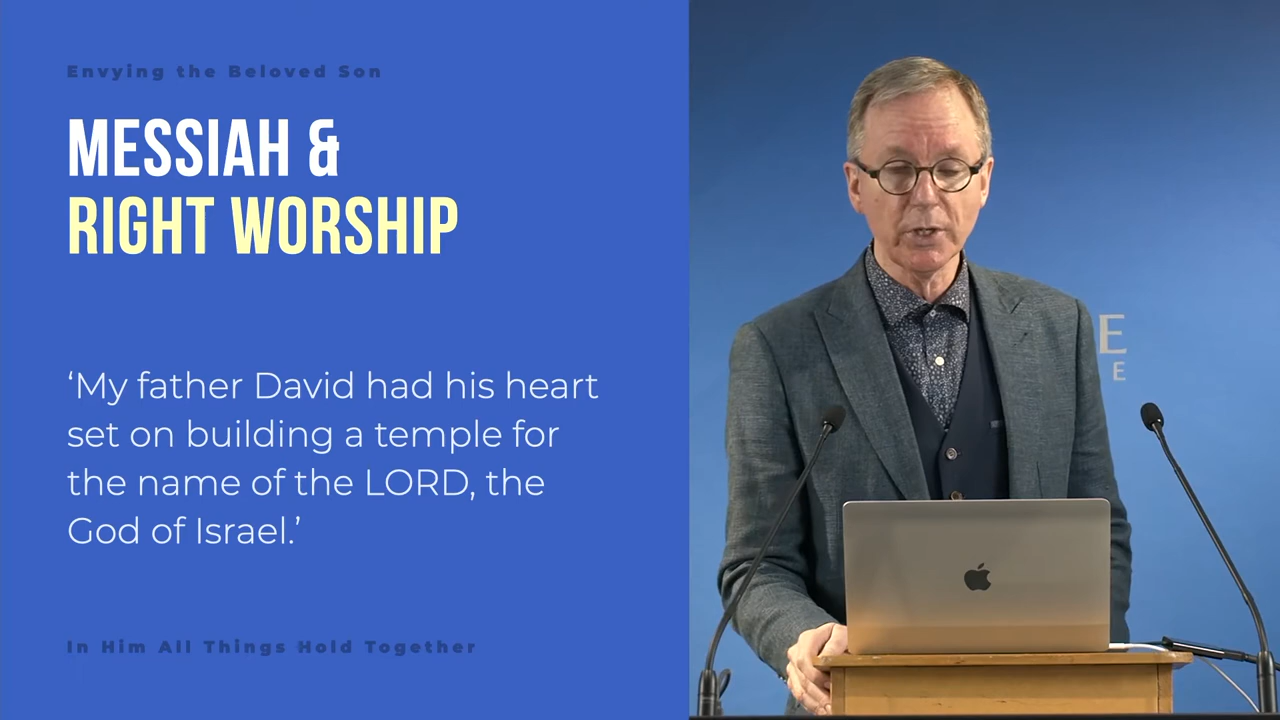 Envying the Beloved Son
MESSIAH &
RIGHT WORSHIP
‘My father David had his heart
set on building a temple for
the name of the LORD, the
God of Israel.’
In Him All Things Hold Together
E
E